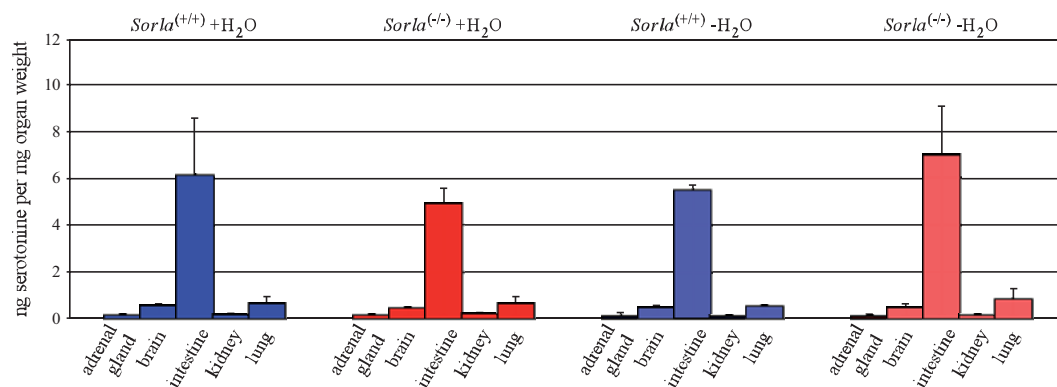 Sorla(+/+) +H2O
Sorla(-/-) +H2O
Sorla(+/+) -H2O
Sorla(-/-) -H2O
ng serotonine per mg organ weight
12
10
8
6
4
2
0
adrenal gland
brain
intestine
kidney
lung
adrenal gland
brain
intestine
kidney
lung
adrenal gland
brain
intestine
kidney
lung
adrenal gland
brain
intestine
kidney
lung